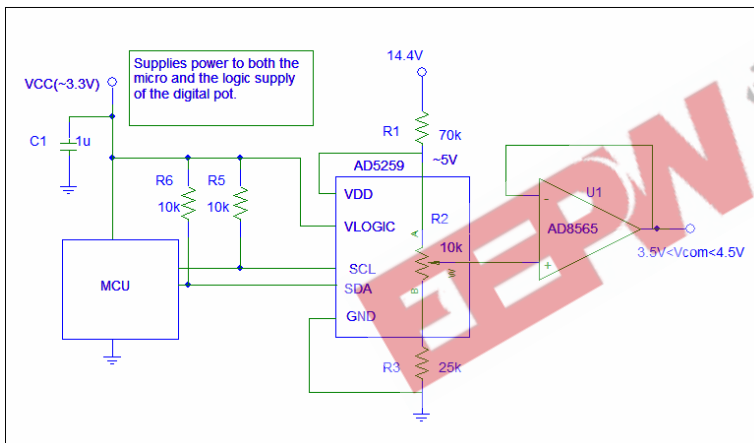 Supplies power to both the
micro and the logic supply
of the digital pot.
VCC(~3.3V)
14.4V
C1
1u
R1
70k
~5V
AD5259
R6
10k
R5
10k
VDD
VLOGIC
SCL
SDA
GND
MCU
R2
10k
A
W
B
R3
25k
U1
AD8565
-
+
3.5V<Vcom<4.5V
EEPW